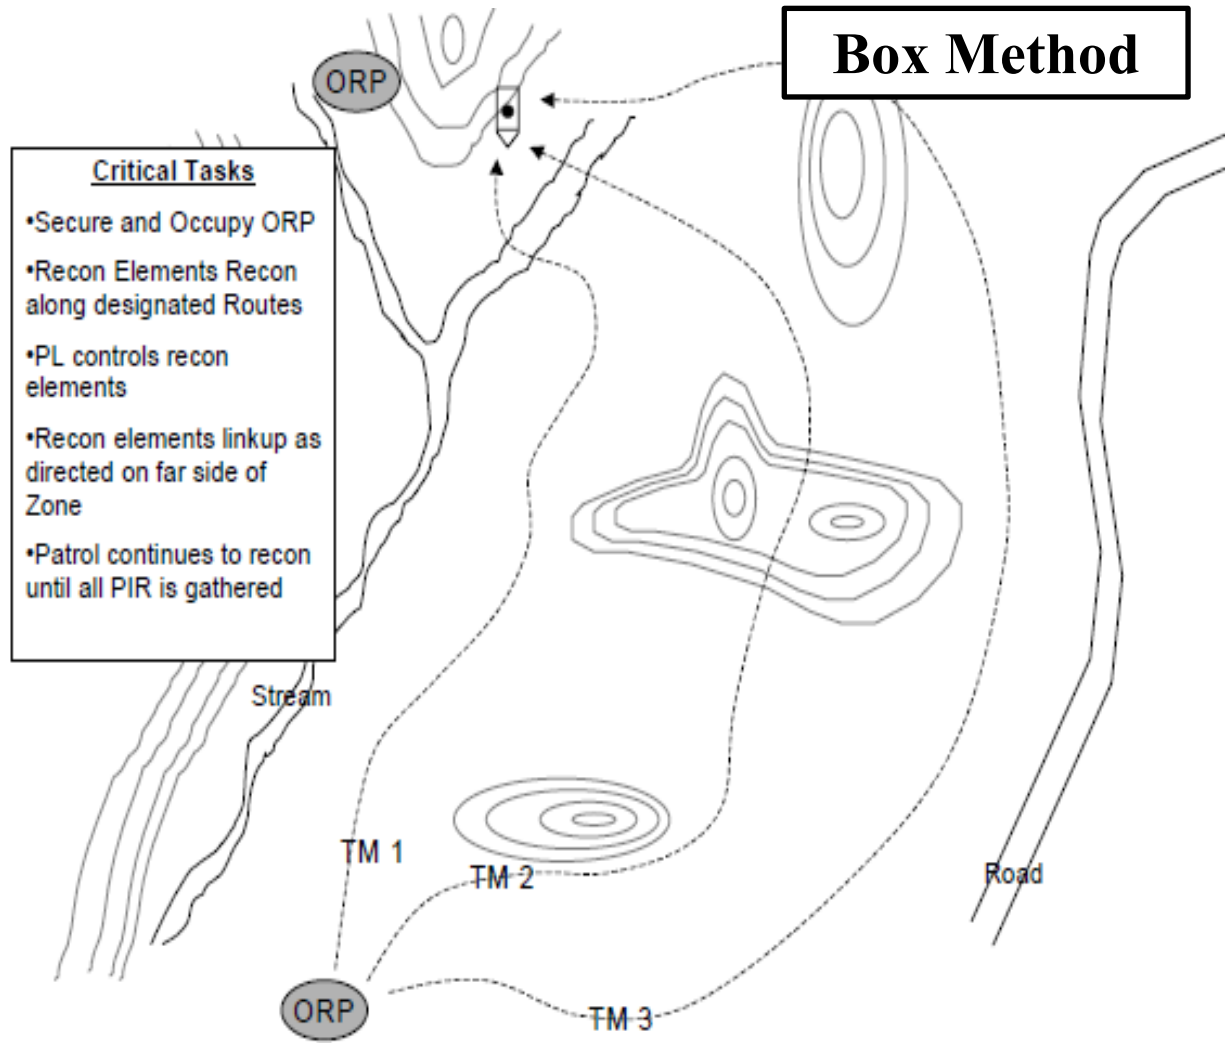 Box Method
ORP
Critical Tasks
•Secure and Occupy ORP
•Recon Elements Recon
along designated Routes
•PL controls recon
elements
•Recon elements linkup as
directed on far side of
Zone
•Patrol continues to recon
until all PIR is gathered
Stream
TM 1
TM 2
Road
ORP
TM 3